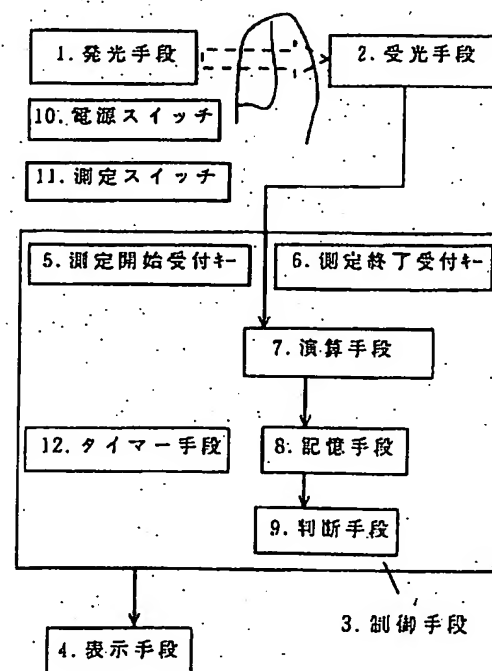 1. 発光手段
2. 受光手段
10. 電源スイッチ
11. 測定スイッチ
5. 測定開始受付キー
6. 測定終了受付キー
7. 演算手段
12. タイマー手段
8. 記憶手段
9. 判断手段
3. 制御手段
4. 表示手段